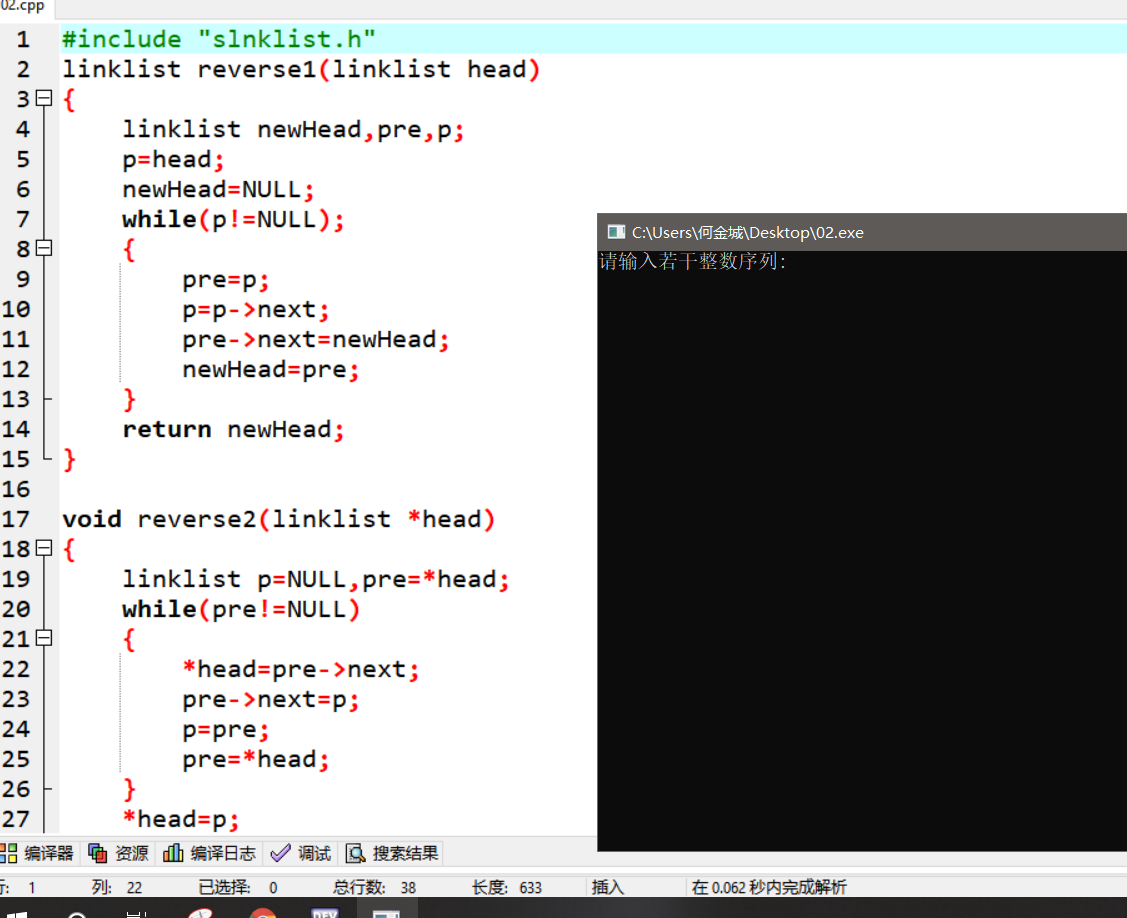 02.cpp
1 #include "slnklist.h"
2 linklist reverse1(linklist head)
3 {
4 linklist newHead,pre,p;
5 p=head;
6 newHead=NULL;
7 while(p!=NULL);
8 {
9 pre=p;
10 p=p->next;
11 pre->next=newHead;
12 newHead=pre;
13 }
14 return newHead;
15 }
16
17 void reverse2(linklist *head)
18 {
19 linklist p=NULL,pre=*head;
20 while(pre!=NULL)
21 {
22 *head=pre->next;
23 pre->next=p;
24 p=pre;
25 pre=*head;
26 }
27 *head=p;
C:\Users\何金城\Desktop\02.exe
请输入若干整数序列:
编译器 资源 编译日志 调试 搜索结果
行: 1 列: 22 已选择: 0 总行数: 38 长度: 633 插入 在 0.062 秒内完成解析
DEV